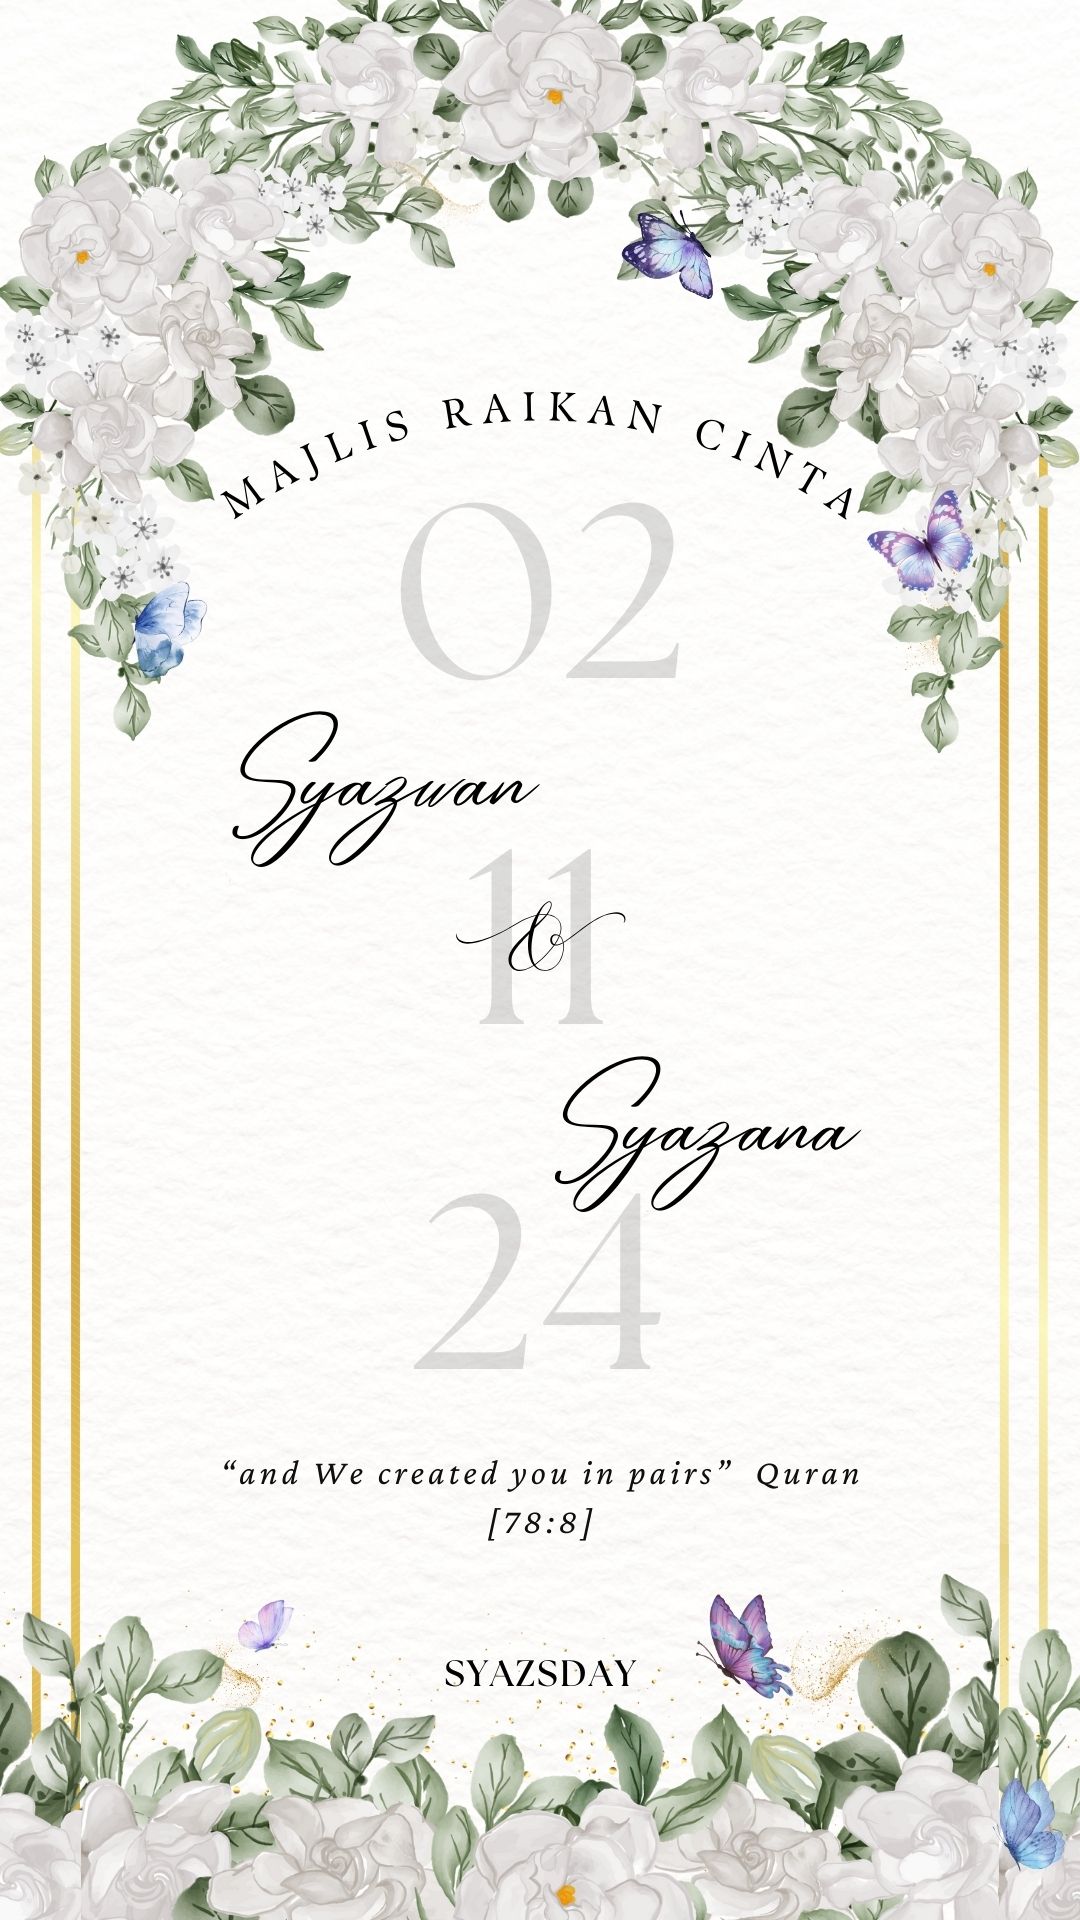 MAJLIS RAIKAN CINTA
02
Syazwan
11
&
Syazana
24
“and We created you in pairs” Quran
[78:8]
SYAZSDAY